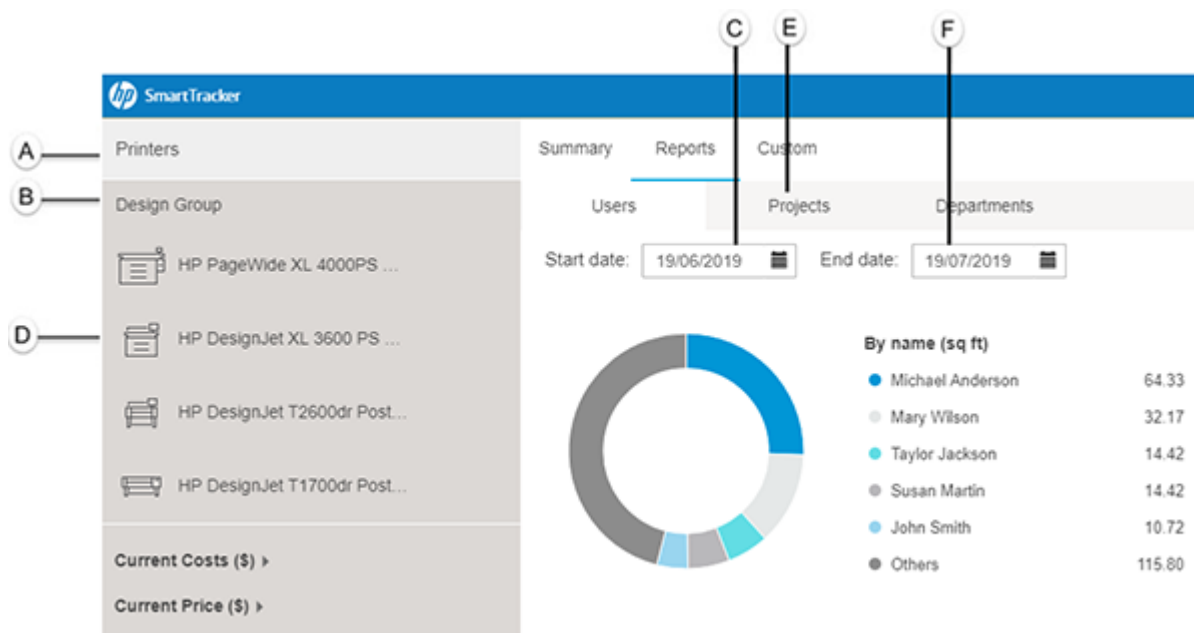 C E F
hp SmartTracker
A Printers
Summary Reports Custom
B Design Group
Users Projects Departments
HP PageWide XL 4000PS ...
Start date: 19/06/2019 End date: 19/07/2019
D HP DesignJet XL 3600 PS ...
HP DesignJet T2600dr Post...
HP DesignJet T1700dr Post...
Current Costs ($)
Current Price ($)
By name (sq ft)
Michael Anderson 64.33
Mary Wilson 32.17
Taylor Jackson 14.42
Susan Martin 14.42
John Smith 10.72
Others 115.80